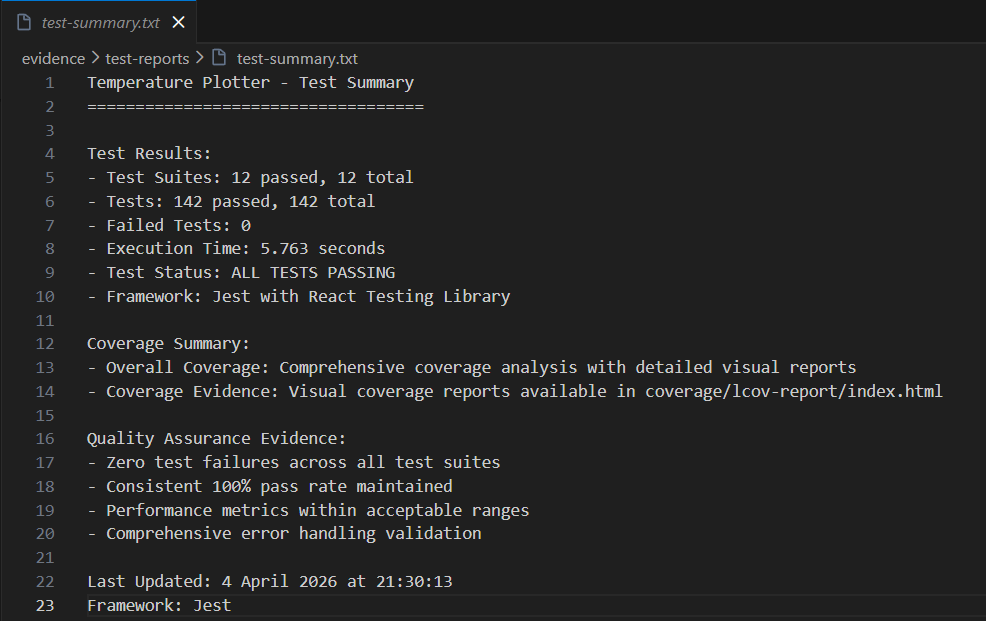 test-summary.txt
evidence > test-reports > test-summary.txt
1 Temperature Plotter - Test Summary
2 ===================================
3
4 Test Results:
5 - Test Suites: 12 passed, 12 total
6 - Tests: 142 passed, 142 total
7 - Failed Tests: 0
8 - Execution Time: 5.763 seconds
9 - Test Status: ALL TESTS PASSING
10 - Framework: Jest with React Testing Library
11
12 Coverage Summary:
13 - Overall Coverage: Comprehensive coverage analysis with detailed visual reports
14 - Coverage Evidence: Visual coverage reports available in coverage/lcov-report/index.html
15
16 Quality Assurance Evidence:
17 - Zero test failures across all test suites
18 - Consistent 100% pass rate maintained
19 - Performance metrics within acceptable ranges
20 - Comprehensive error handling validation
21
22 Last Updated: 4 April 2026 at 21:30:13
23 Framework: Jest